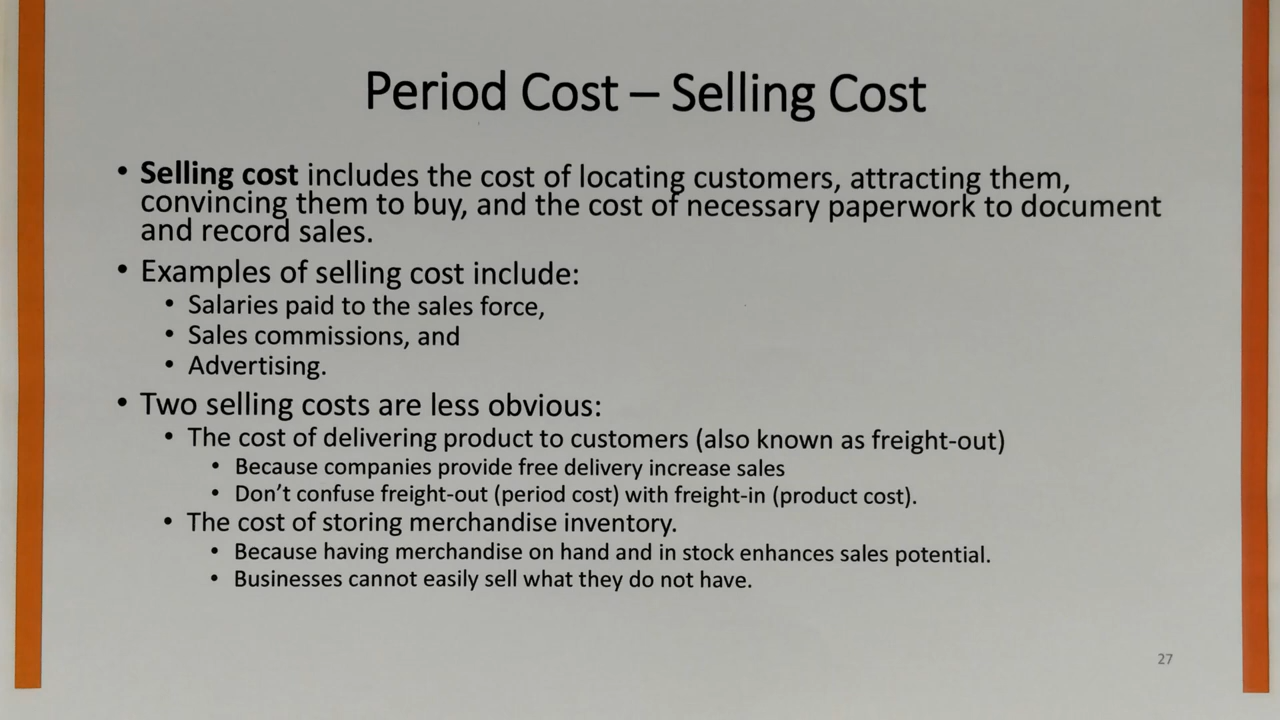 Period Cost – Selling Cost
• Selling cost includes the cost of locating customers, attracting them,
convincing them to buy, and the cost of necessary paperwork to document
and record sales.
• Examples of selling cost include:
• Salaries paid to the sales force,
• Sales commissions, and
• Advertising.
• Two selling costs are less obvious:
• The cost of delivering product to customers (also known as freight-out)
• Because companies provide free delivery increase sales
• Don’t confuse freight-out (period cost) with freight-in (product cost).
• The cost of storing merchandise inventory.
• Because having merchandise on hand and in stock enhances sales potential.
• Businesses cannot easily sell what they do not have.
27